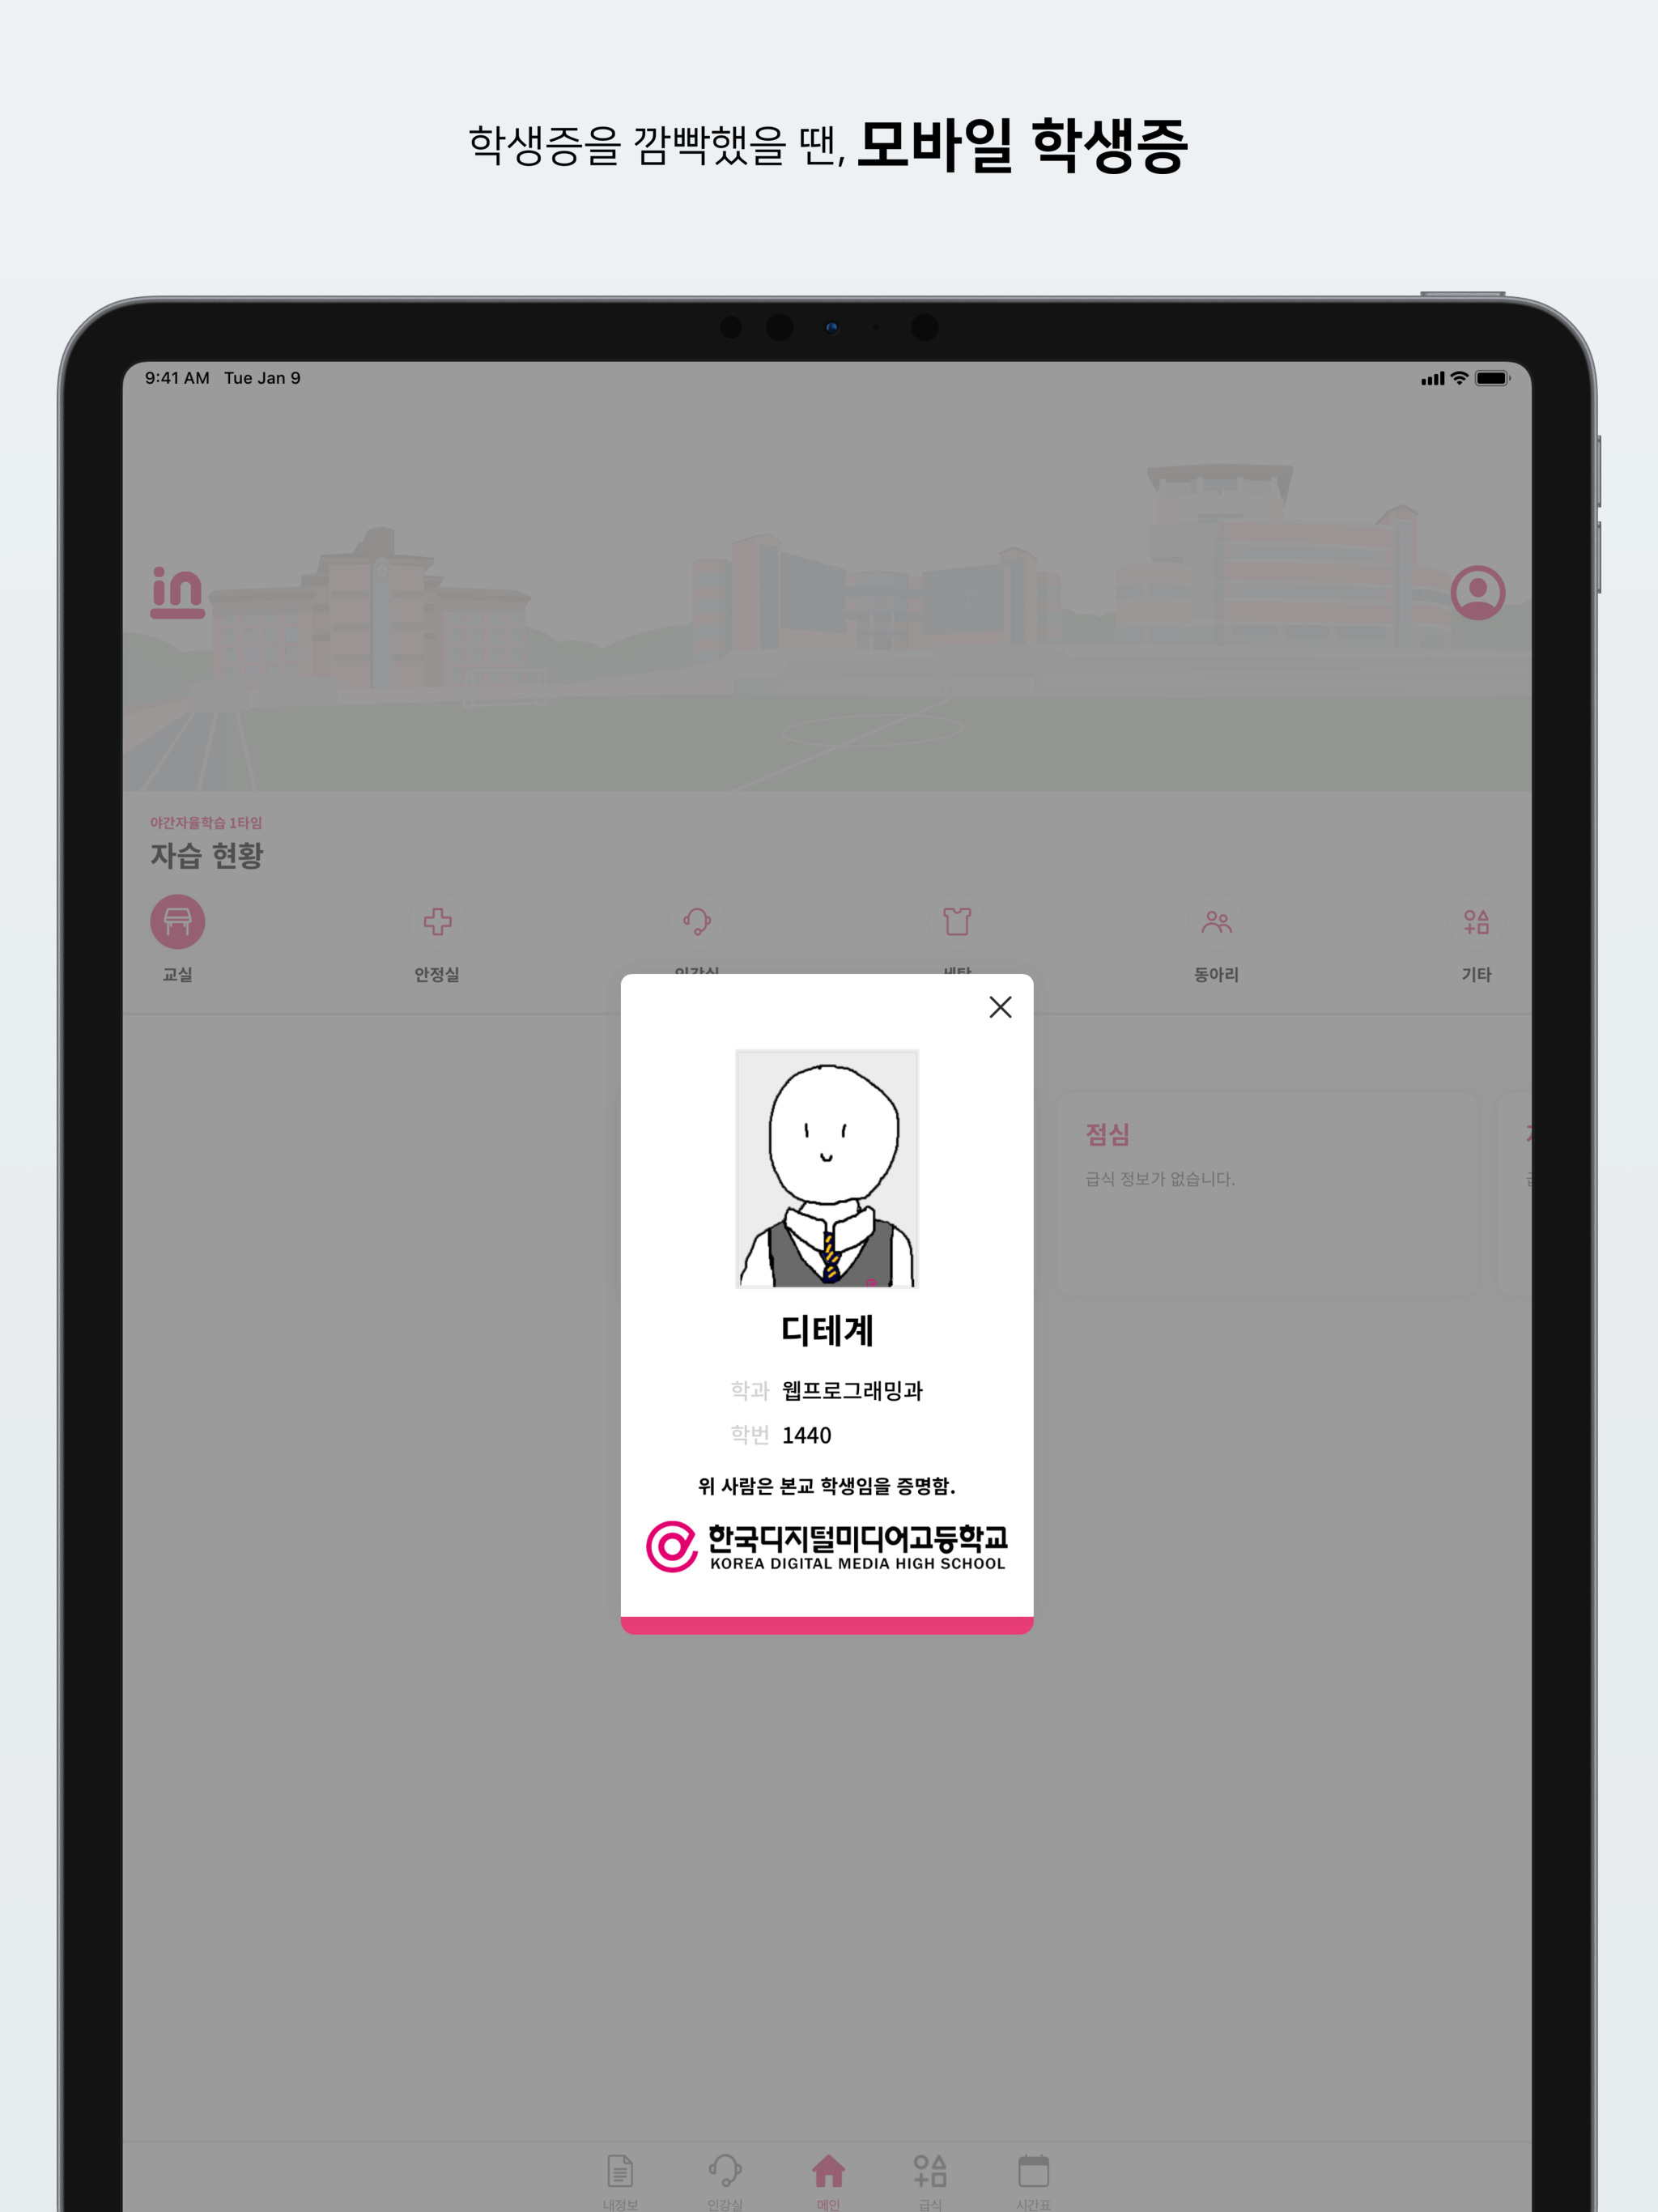 학생증을 깜빡했을 땐, 모바일 학생증
9:41 AM Tue Jan 9
in
야간자율학습 1타임
자습 현황
교실 안정실 인강실 세탁 동아리 기타
점심
급식 정보가 없습니다.
디테계
학과 웹프로그래밍과
학번 1440
위 사람은 본교 학생임을 증명함.
한국디지털미디어고등학교
KOREA DIGITAL MEDIA HIGH SCHOOL
내정보 인강실 메인 급식 시간표